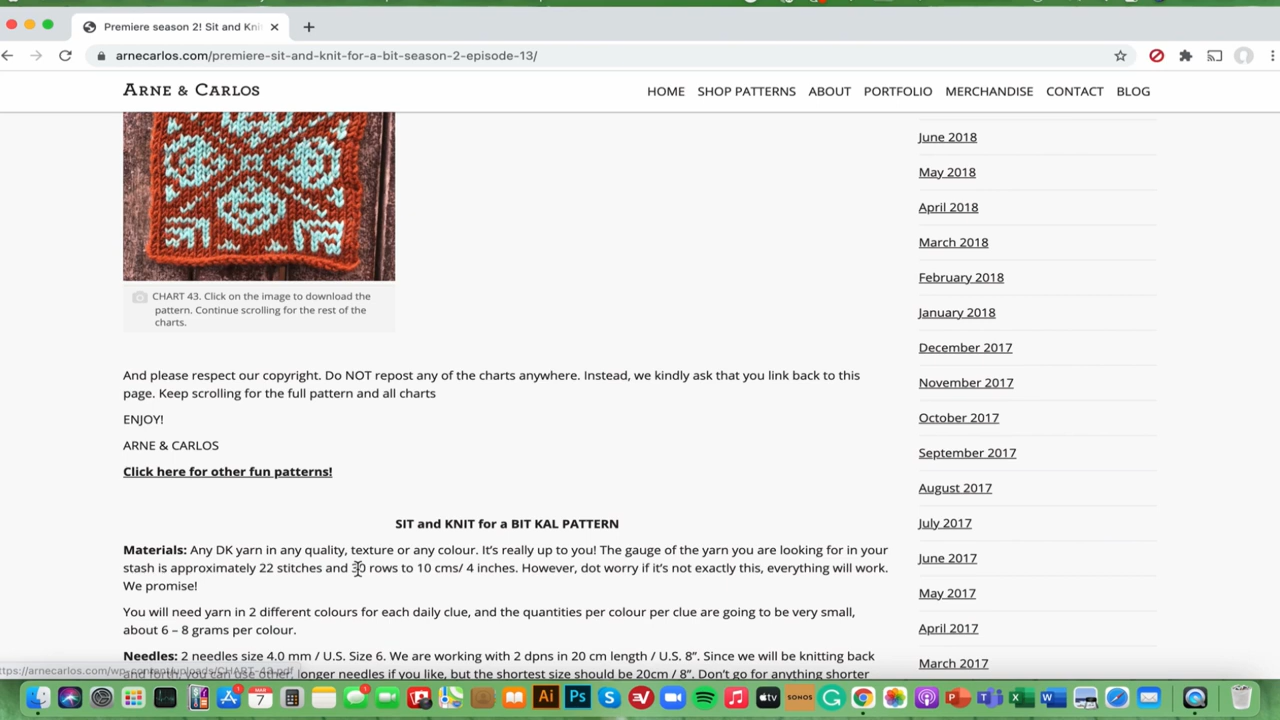 Premiere season 2! Sit and Kni
arnecarlos.com/premiere-sit-and-knit-for-a-bit-season-2-episode-13/
ARNE & CARLOS
HOME SHOP PATTERNS ABOUT PORTFOLIO MERCHANDISE CONTACT BLOG
CHART 43. Click on the image to download the
pattern. Continue scrolling for the rest of the
charts.
And please respect our copyright. Do NOT repost any of the charts anywhere. Instead, we kindly ask that you link back to this
page. Keep scrolling for the full pattern and all charts
ENJOY!
ARNE & CARLOS
Click here for other fun patterns!
SIT and KNIT for a BIT KAL PATTERN
Materials: Any DK yarn in any quality, texture or any colour. It's really up to you! The gauge of the yarn you are looking for in your
stash is approximately 22 stitches and 30 rows to 10 cms/ 4 inches. However, dot worry if it's not exactly this, everything will work.
We promise!
You will need yarn in 2 different colours for each daily clue, and the quantities per colour per clue are going to be very small,
about 6 – 8 grams per colour.
Needles: 2 needles size 4.0 mm / U.S. Size 6. We are working with 2 dpns in 20 cm length / U.S. 8". Since we will be knitting back
and forth, you can use other, longer needles if you like, but the shortest size should be 20cm / 8". Don't go for anything shorter
June 2018
May 2018
April 2018
March 2018
February 2018
January 2018
December 2017
November 2017
October 2017
September 2017
August 2017
July 2017
June 2017
May 2017
April 2017
March 2017
ttps://arnecarlos.com/wp-content/uploads/CHART-43.pdf
MAR
7
Ai
Ps
S
tv
SONOS
P
T
X
W